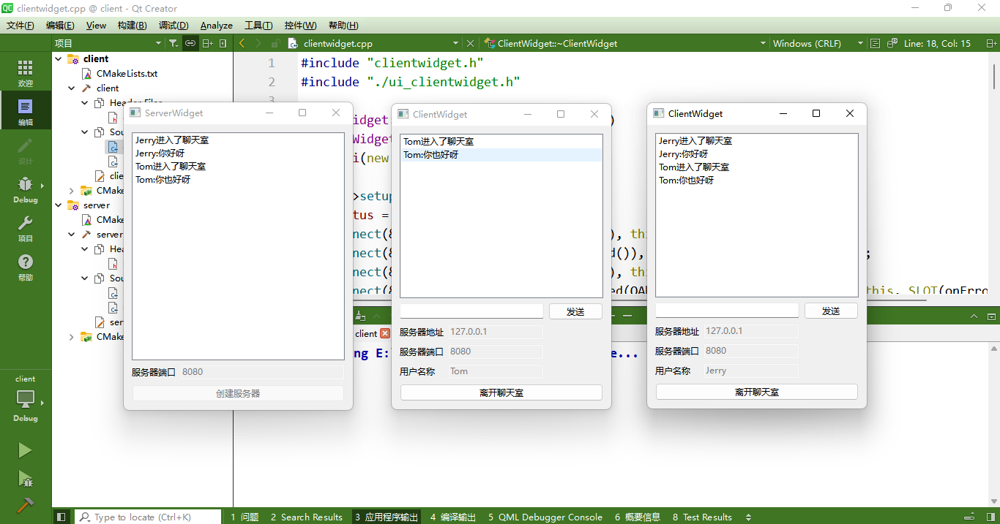 clientwidget.cpp @ client - Qt Creator
文件(F) 编辑(E) View 构建(B) 调试(D) Analyze 工具(T) 控件(W) 帮助(H)
项目
clientwidget.cpp
ClientWidget::~ClientWidget
Windows (CRLF)
Line: 18, Col: 15
欢迎
编辑
设计
Debug
项目
帮助
client
Debug
client
CMakeLists.txt
client
Header Files
h
Sou
C+
C+
clie
CMake
server
CMake
server
Hea
h
Sou
C+
C+
ser
CMake
1 #include "clientwidget.h"
2 #include "./ui_clientwidget.h"
3
idget
)
Widget
i(new
>setup
tus =
nect(&
), thi
nect(&
d()),
;
nect(&
), thi
nect(&
ed(QAb
this, SLOT(onErro
client
ng E:\
e...
ServerWidget
Jerry进入了聊天室
Jerry:你好呀
Tom进入了聊天室
Tom:你也好呀
服务器端口 8080
创建服务器
ClientWidget
Tom进入了聊天室
Tom:你也好呀
发送
服务器地址 127.0.0.1
服务器端口 8080
用户名称 Tom
离开聊天室
ClientWidget
Jerry进入了聊天室
Jerry:你好呀
Tom进入了聊天室
Tom:你也好呀
发送
服务器地址 127.0.0.1
服务器端口 8080
用户名称 Jerry
离开聊天室
Type to locate (Ctrl+K)
1 问题 2 Search Results 3 应用程序输出 4 编译输出 5 QML Debugger Console 6 概要信息 8 Test Results